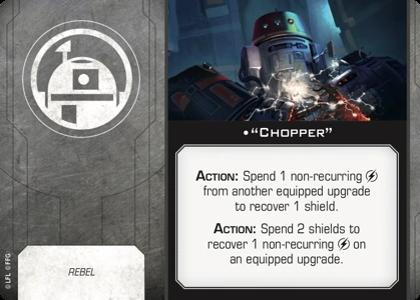 • "CHOPPER"
ACTION: Spend 1 non-recurring
from another equipped upgrade
to recover 1 shield.
ACTION: Spend 2 shields to
recover 1 non-recurring on
an equipped upgrade.
REBEL
© LFL © FFG